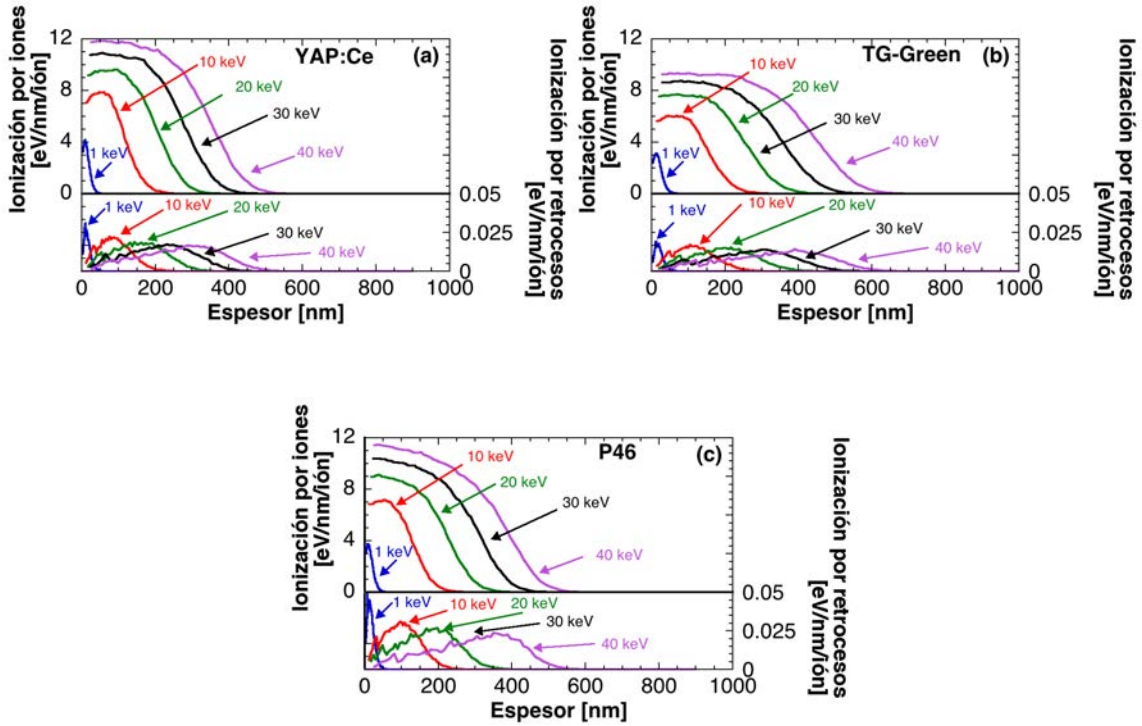 Ionización por iones
[eV/nm/ión]
12
8
4
0
YAP:Ce
(a)
10 keV
20 keV
30 keV
40 keV
1 keV
1 keV
10 keV
20 keV
30 keV
40 keV
0.05
0.025
0
Ionización por retrocesos
[eV/nm/ión]
0 200 400 600 800 1000
Espesor [nm]
Ionización por iones
[eV/nm/ión]
12
8
4
0
TG-Green
(b)
10 keV
20 keV
30 keV
40 keV
1 keV
1 keV
10 keV
20 keV
30 keV
40 keV
0.05
0.025
0
Ionización por retrocesos
[eV/nm/ión]
0 200 400 600 800 1000
Espesor [nm]
Ionización por iones
[eV/nm/ión]
12
8
4
0
P46
(c)
10 keV
20 keV
30 keV
40 keV
1 keV
1 keV
10 keV
20 keV
30 keV
40 keV
0.05
0.025
0
Ionización por retrocesos
[eV/nm/ión]
0 200 400 600 800 1000
Espesor [nm]